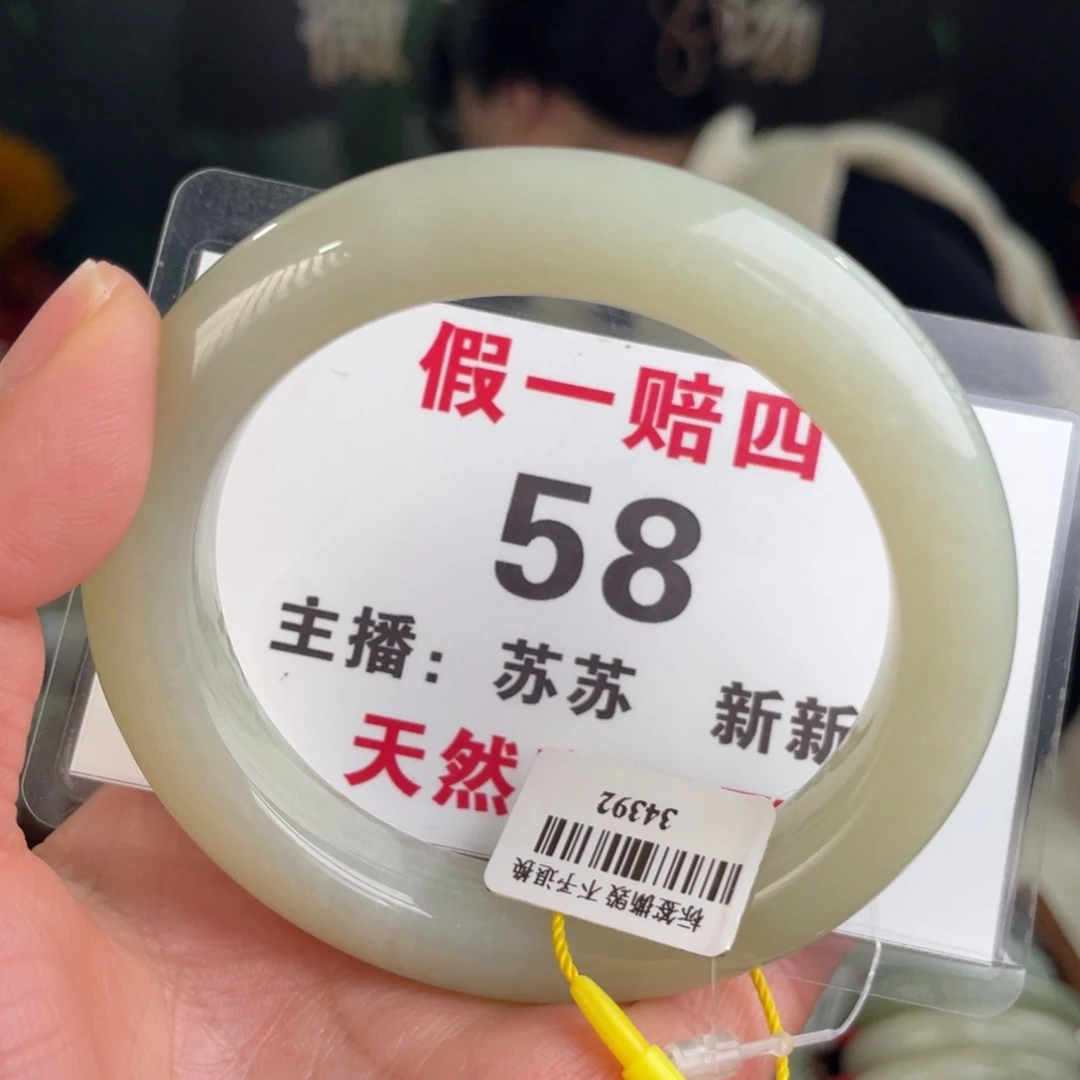 假一赔四
58
主播：苏苏 新新
天然
34392
标签撕毁 不予退换